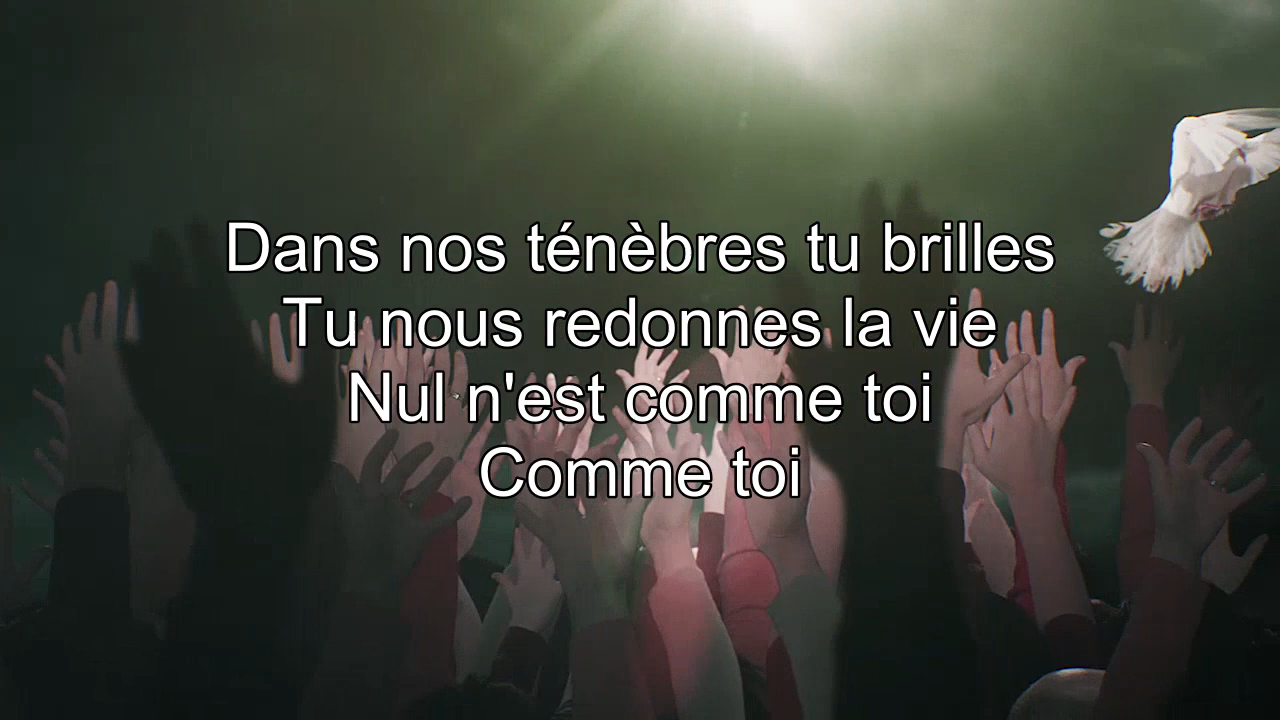 Dans nos ténèbres tu brilles
Tu nous redonnes la vie
Nul n'est comme toi
Comme toi